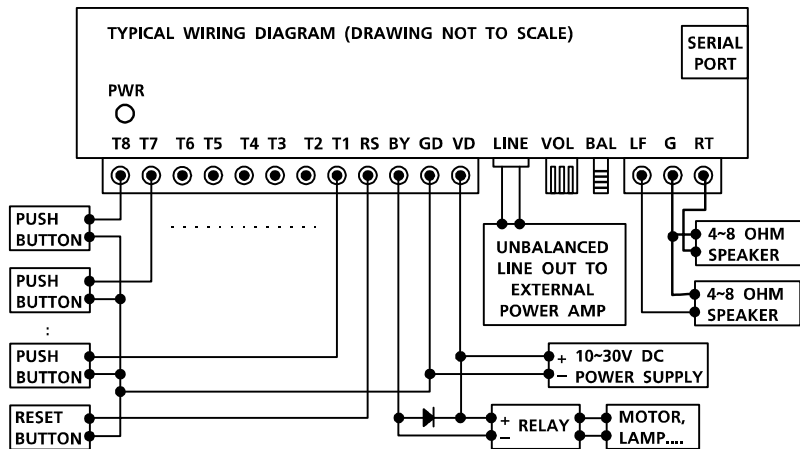 TYPICAL WIRING DIAGRAM (DRAWING NOT TO SCALE)
SERIAL
PORT
PWR
T8 T7 T6 T5 T4 T3 T2 T1 RS BY GD VD LINE VOL BAL LF G RT
PUSH
BUTTON
PUSH
BUTTON
:
PUSH
BUTTON
RESET
BUTTON
. . . . . . . . . . . . .
UNBALANCED
LINE OUT TO
EXTERNAL
POWER AMP
4~8 OHM
SPEAKER
4~8 OHM
SPEAKER
+ 10~30V DC
− POWER SUPPLY
+
−
RELAY
MOTOR,
LAMP....